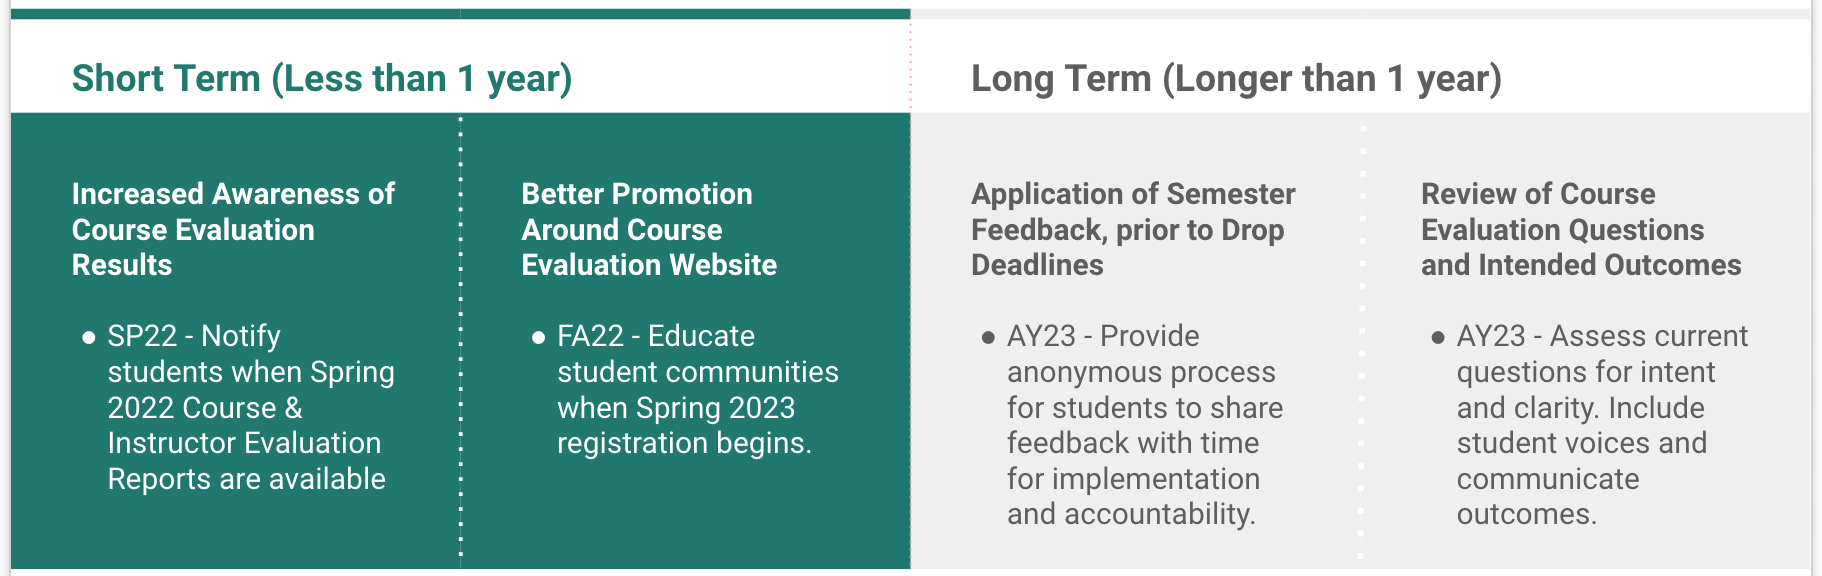 Short Term (Less than 1 year)
Long Term (Longer than 1 year)
Increased Awareness of
Course Evaluation
Results
● SP22 - Notify
students when Spring
2022 Course &
Instructor Evaluation
Reports are available
Better Promotion
Around Course
Evaluation Website
● FA22 - Educate
student communities
when Spring 2023
registration begins.
Application of Semester
Feedback, prior to Drop
Deadlines
● AY23 - Provide
anonymous process
for students to share
feedback with time
for implementation
and accountability.
Review of Course
Evaluation Questions
and Intended Outcomes
● AY23 - Assess current
questions for intent
and clarity. Include
student voices and
communicate
outcomes.